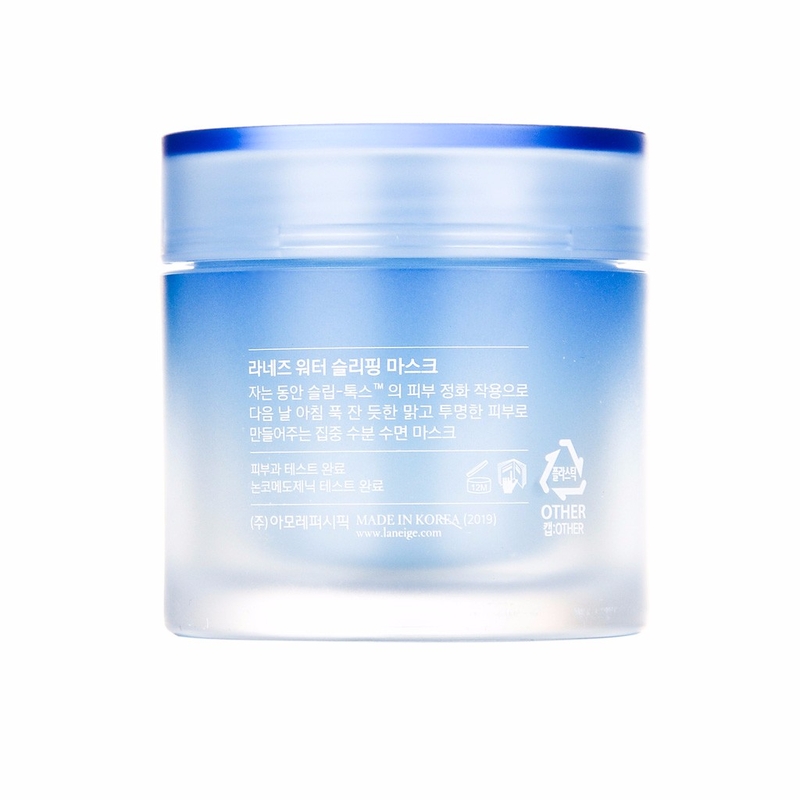 라네즈 워터 슬리핑 마스크
자는 동안 슬립-톡스™ 의 피부 정화 작용으로
다음 날 아침 푹 잔 듯한 맑고 투명한 피부로
만들어주는 집중 수분 수면 마스크
피부과 테스트 완료
논코메도제닉 테스트 완료
12M
플라스틱
OTHER
캡:OTHER
(주)아모레퍼시픽 MADE IN KOREA (2019)
www.laneige.com